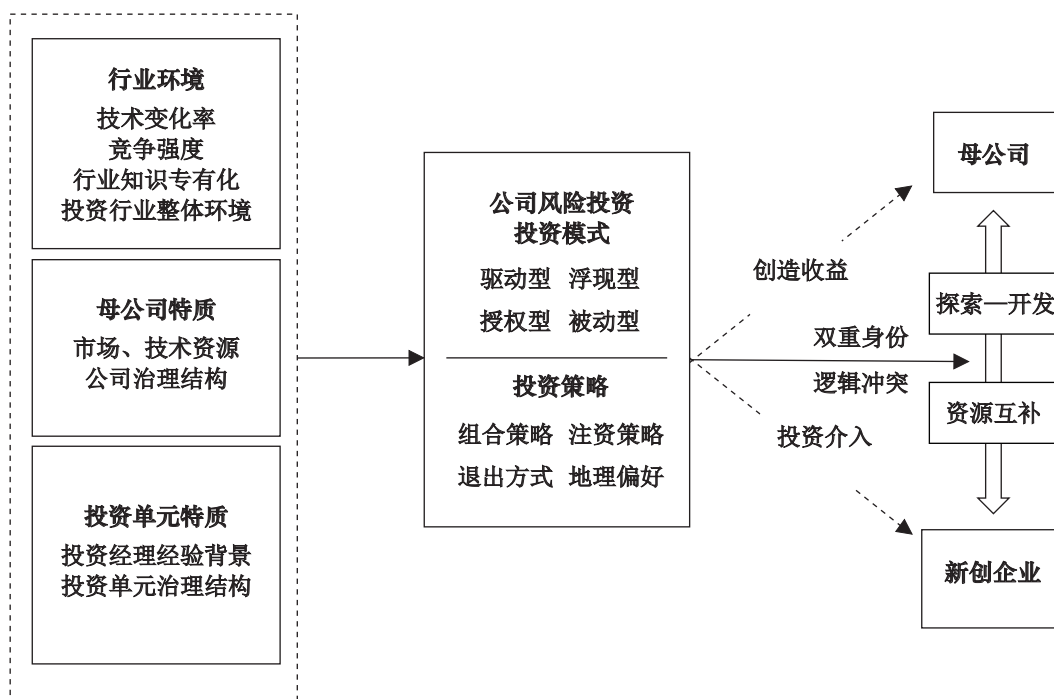 行业环境
技术变化率
竞争强度
行业知识专有化
投资行业整体环境
母公司特质
市场、技术资源
公司治理结构
投资单元特质
投资经理经验背景
投资单元治理结构
公司风险投资
投资模式
驱动型 浮现型
授权型 被动型
投资策略
组合策略 注资策略
退出方式 地理偏好
创造收益
双重身份
逻辑冲突
投资介入
母公司
探索—开发
资源互补
新创企业